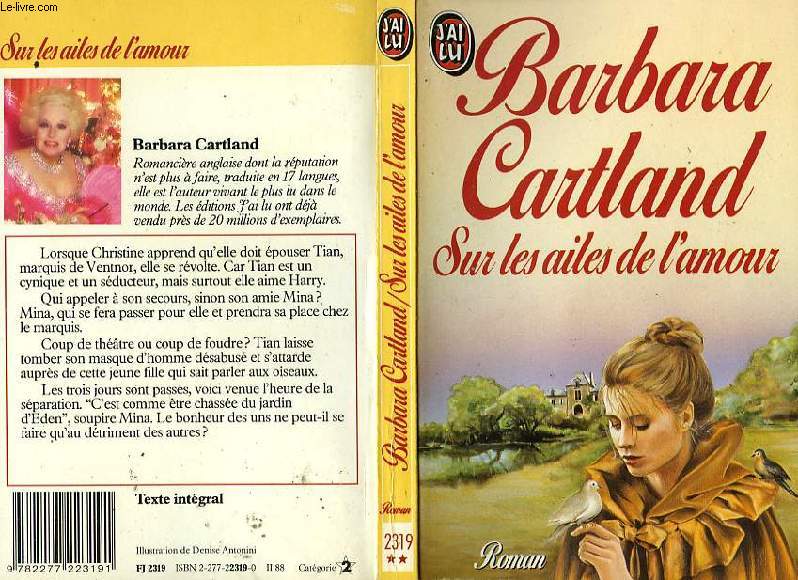 Le-livre.com
Sur les ailes de l'amour
Barbara Cartland
Romancière anglaise dont la réputation
n'est plus à faire, traduite en 17 langues,
elle est l'auteur vivant le plus lu dans le
monde. Les éditions J'ai lu ont déjà
vendu près de 20 millions d'exemplaires.
Lorsque Christine apprend qu'elle doit épouser Tian,
marquis de Ventnor, elle se révolte. Car Tian est un
cynique et un séducteur, mais surtout elle aime Harry.
Qui appeler à son secours, sinon son amie Mina?
Mina, qui se fera passer pour elle et prendra sa place chez
le marquis.
Coup de théâtre ou coup de foudre? Tian laisse
tomber son masque d'homme désabusé et s'attarde
auprès de cette jeune fille qui sait parler aux oiseaux.
Les trois jours sont passés, voici venue l'heure de la
séparation. "C'est comme être chassée du jardin
d'Eden", soupire Mina. Le bonheur des uns ne peut-il se
faire qu'au détriment des autres?
Texte intégral
Illustration de Denise Antonini
9 782277 223191
FJ 2319 ISBN 2-277-22319-0 II 88 Catégorie 2
J'AI LU
Barbara Cartland/Sur les ailes de l'amour
Roman
2319
★★
J'AI LU
Barbara
Cartland
Sur les ailes de l'amour
Roman